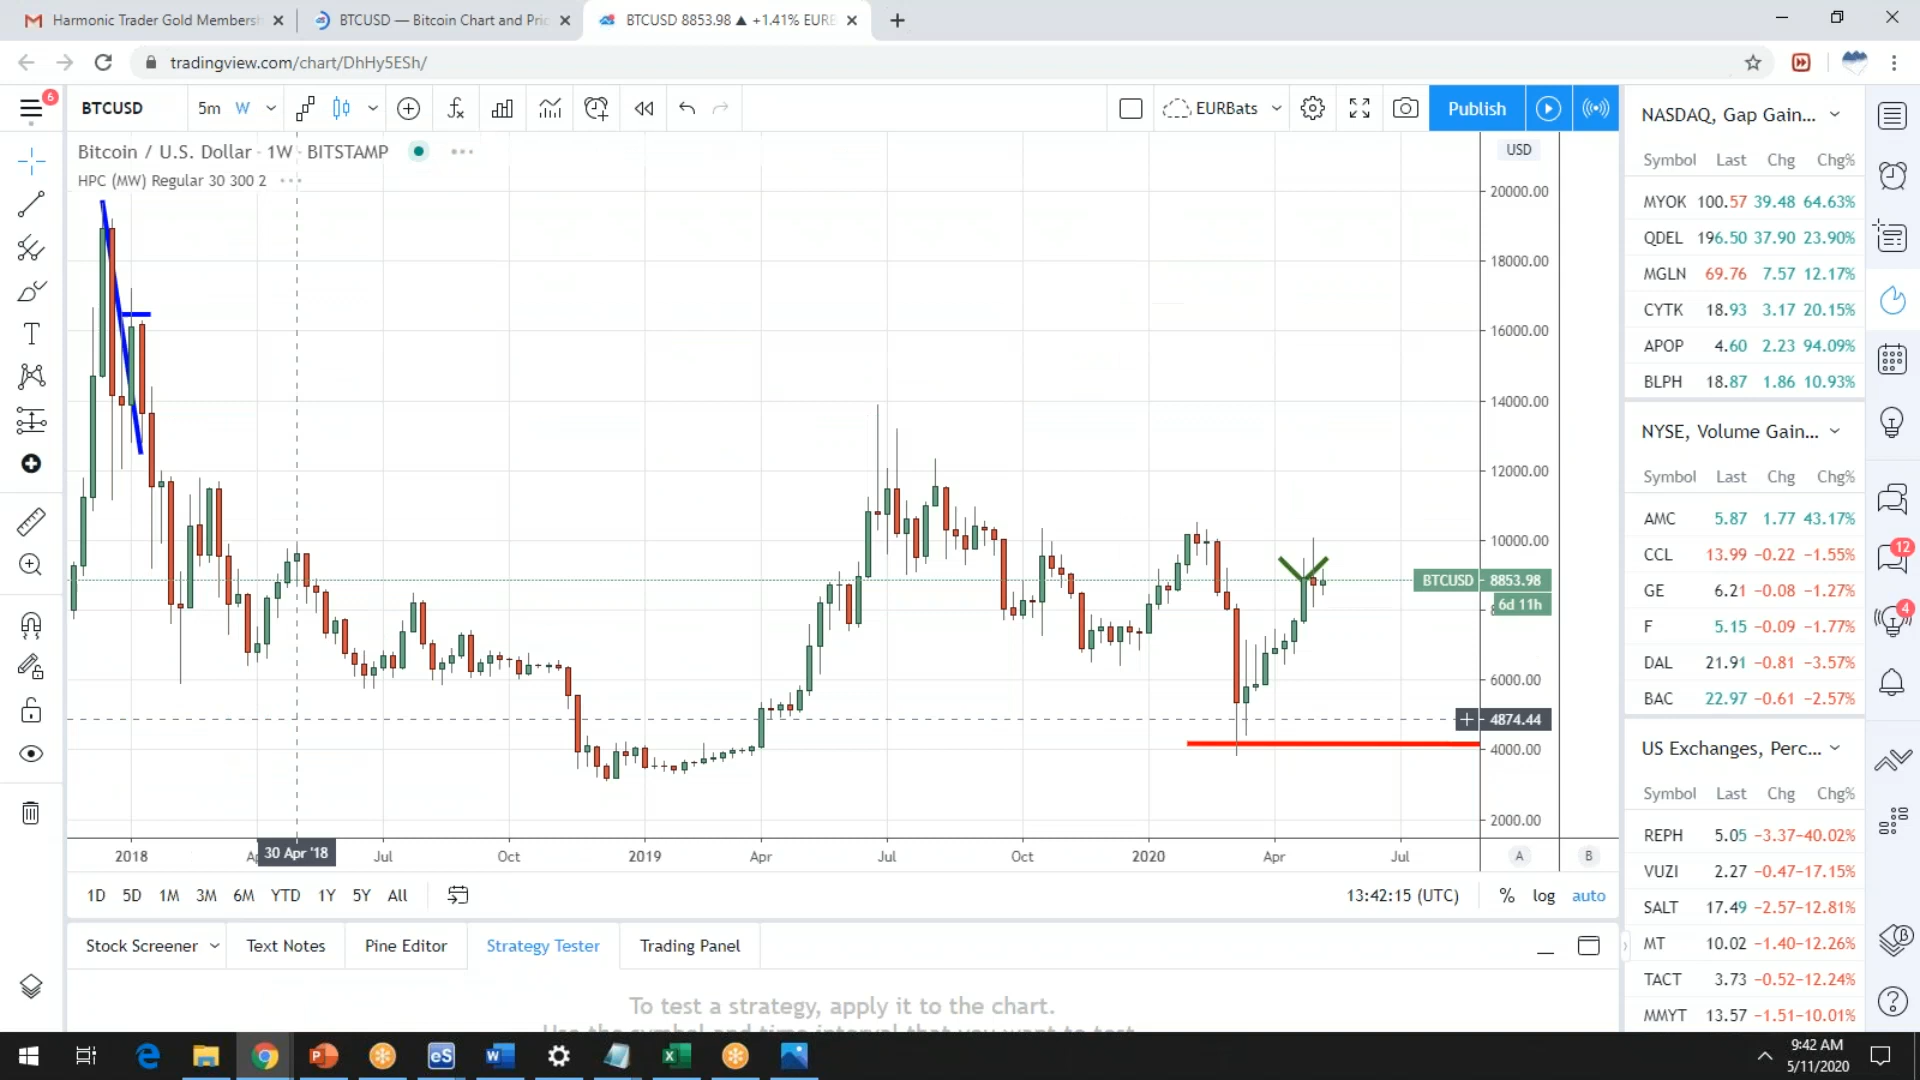 Harmonic Trader Gold Members
BTCUSD — Bitcoin Chart and Pric
BTCUSD 8853.98 ▲ +1.41% EURB
tradingview.com/chart/DhHy5ESh/
6
BTCUSD
5m W
EURBats
Publish
Bitcoin / U.S. Dollar · 1W · BITSTAMP
HPC (MW) Regular 30 300 2
USD
20000.00
18000.00
16000.00
14000.00
12000.00
10000.00
BTCUSD 8853.98
6d 11h
6000.00
4874.44
4000.00
2000.00
2018
30 Apr '18
Jul
Oct
2019
Apr
Jul
Oct
2020
Apr
Jul
A
B
1D 5D 1M 3M 6M YTD 1Y 5Y All
13:42:15 (UTC) % log auto
Stock Screener
Text Notes
Pine Editor
Strategy Tester
Trading Panel
To test a strategy, apply it to the chart.
NASDAQ, Gap Gain...
Symbol Last Chg Chg%
MYOK 100.57 39.48 64.63%
QDEL 196.50 37.90 23.90%
MGLN 69.76 7.57 12.17%
CYTK 18.93 3.17 20.15%
APOP 4.60 2.23 94.09%
BLPH 18.87 1.86 10.93%
NYSE, Volume Gain...
Symbol Last Chg Chg%
AMC 5.87 1.77 43.17%
CCL 13.99 −0.22 −1.55%
GE 6.21 −0.08 −1.27%
F 5.15 −0.09 −1.77%
DAL 21.91 −0.81 −3.57%
BAC 22.97 −0.61 −2.57%
US Exchanges, Perc...
Symbol Last Chg Chg%
REPH 5.05 −3.37 −40.02%
VUZI 2.27 −0.47 −17.15%
SALT 17.49 −2.57 −12.81%
MT 10.02 −1.40 −12.26%
TACT 3.73 −0.52 −12.24%
MMYT 13.57 −1.51 −10.01%
12
4
9:42 AM
5/11/2020